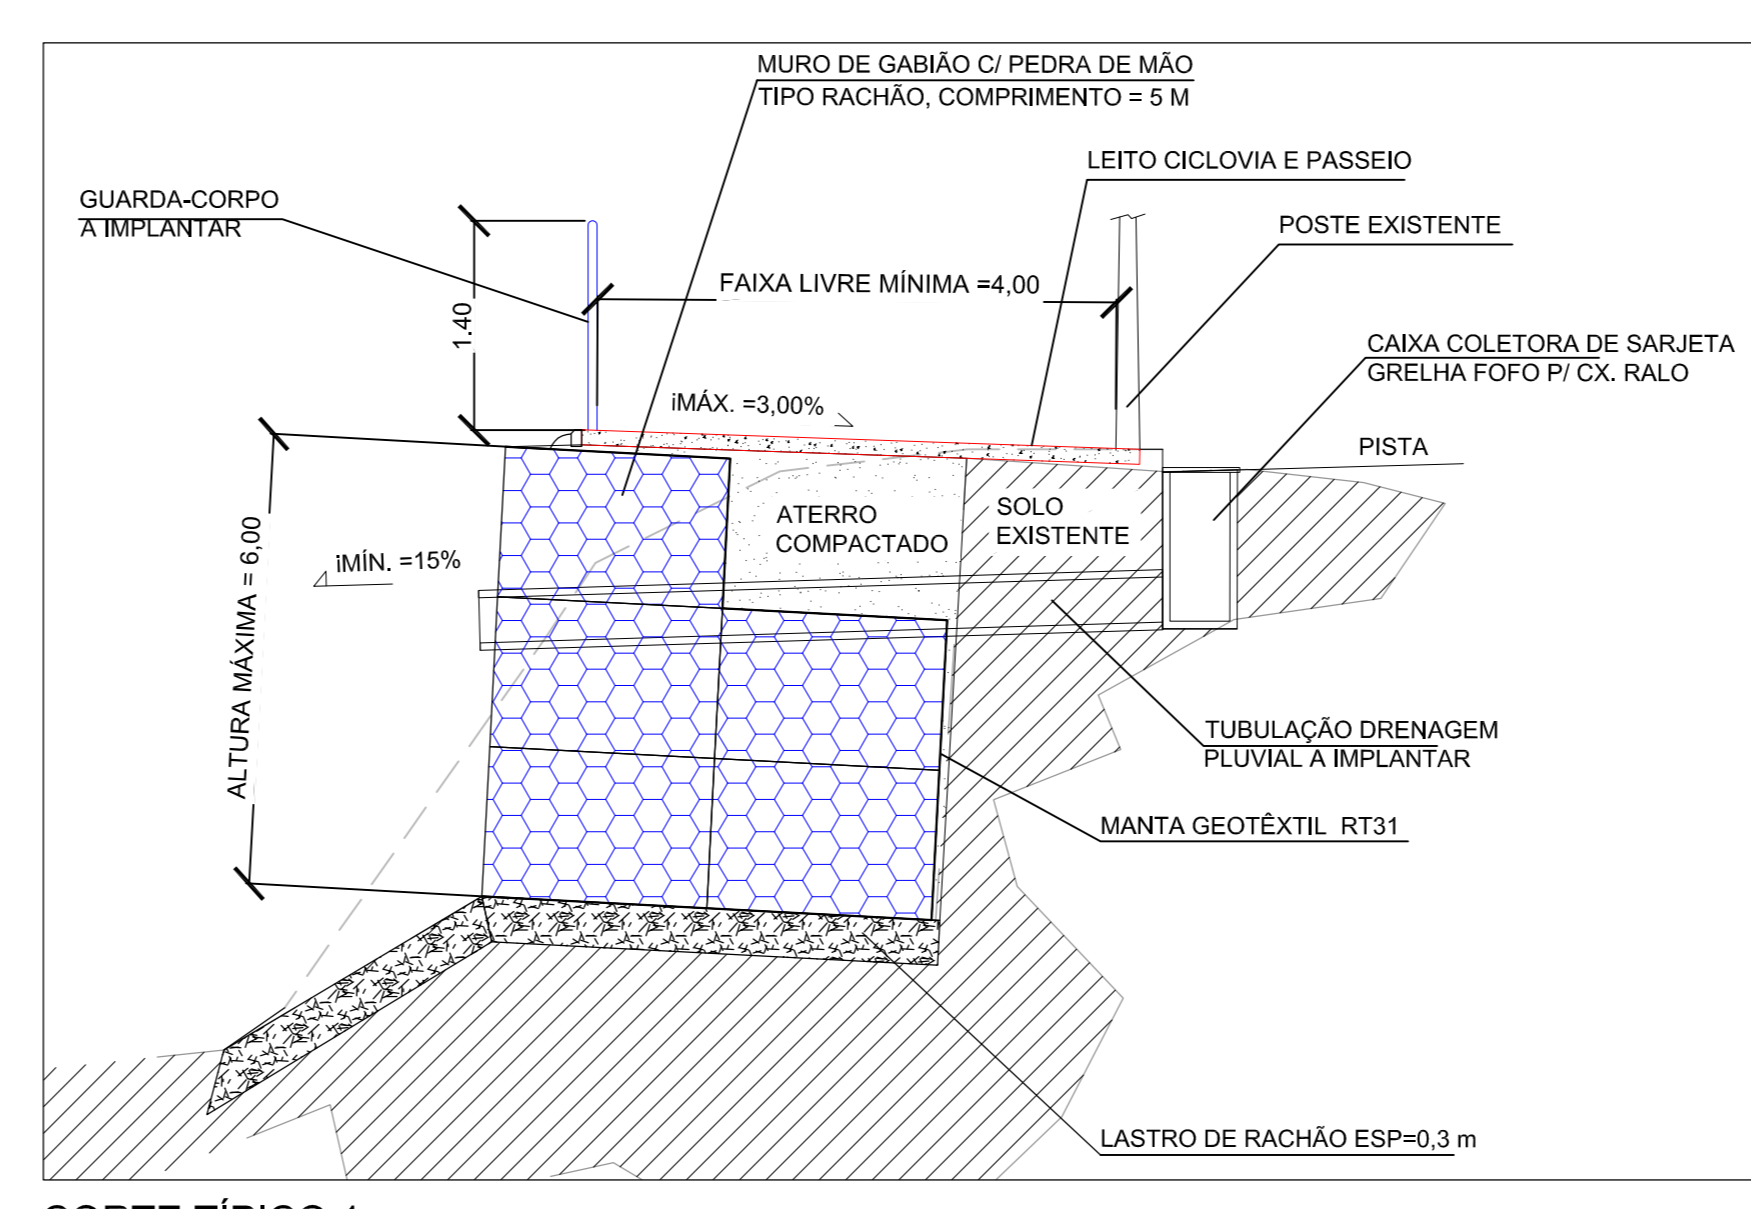 MURO DE GABIÃO C/ PEDRA DE MÃO
TIPO RACHÃO, COMPRIMENTO = 5 M
LEITO CICLOVIA E PASSEIO
GUARDA-CORPO
A IMPLANTAR
POSTE EXISTENTE
FAIXA LIVRE MÍNIMA =4,00
1.40
CAIXA COLETORA DE SARJETA
GRELHA FOFO P/ CX. RALO
iMÁX. =3,00%
PISTA
ATERRO
COMPACTADO
SOLO
EXISTENTE
iMÍN. =15%
ALTURA MÁXIMA = 6,00
TUBULAÇÃO DRENAGEM
PLUVIAL A IMPLANTAR
MANTA GEOTÊXTIL RT31
LASTRO DE RACHÃO ESP=0,3 m
CORTE TÍPICO 1